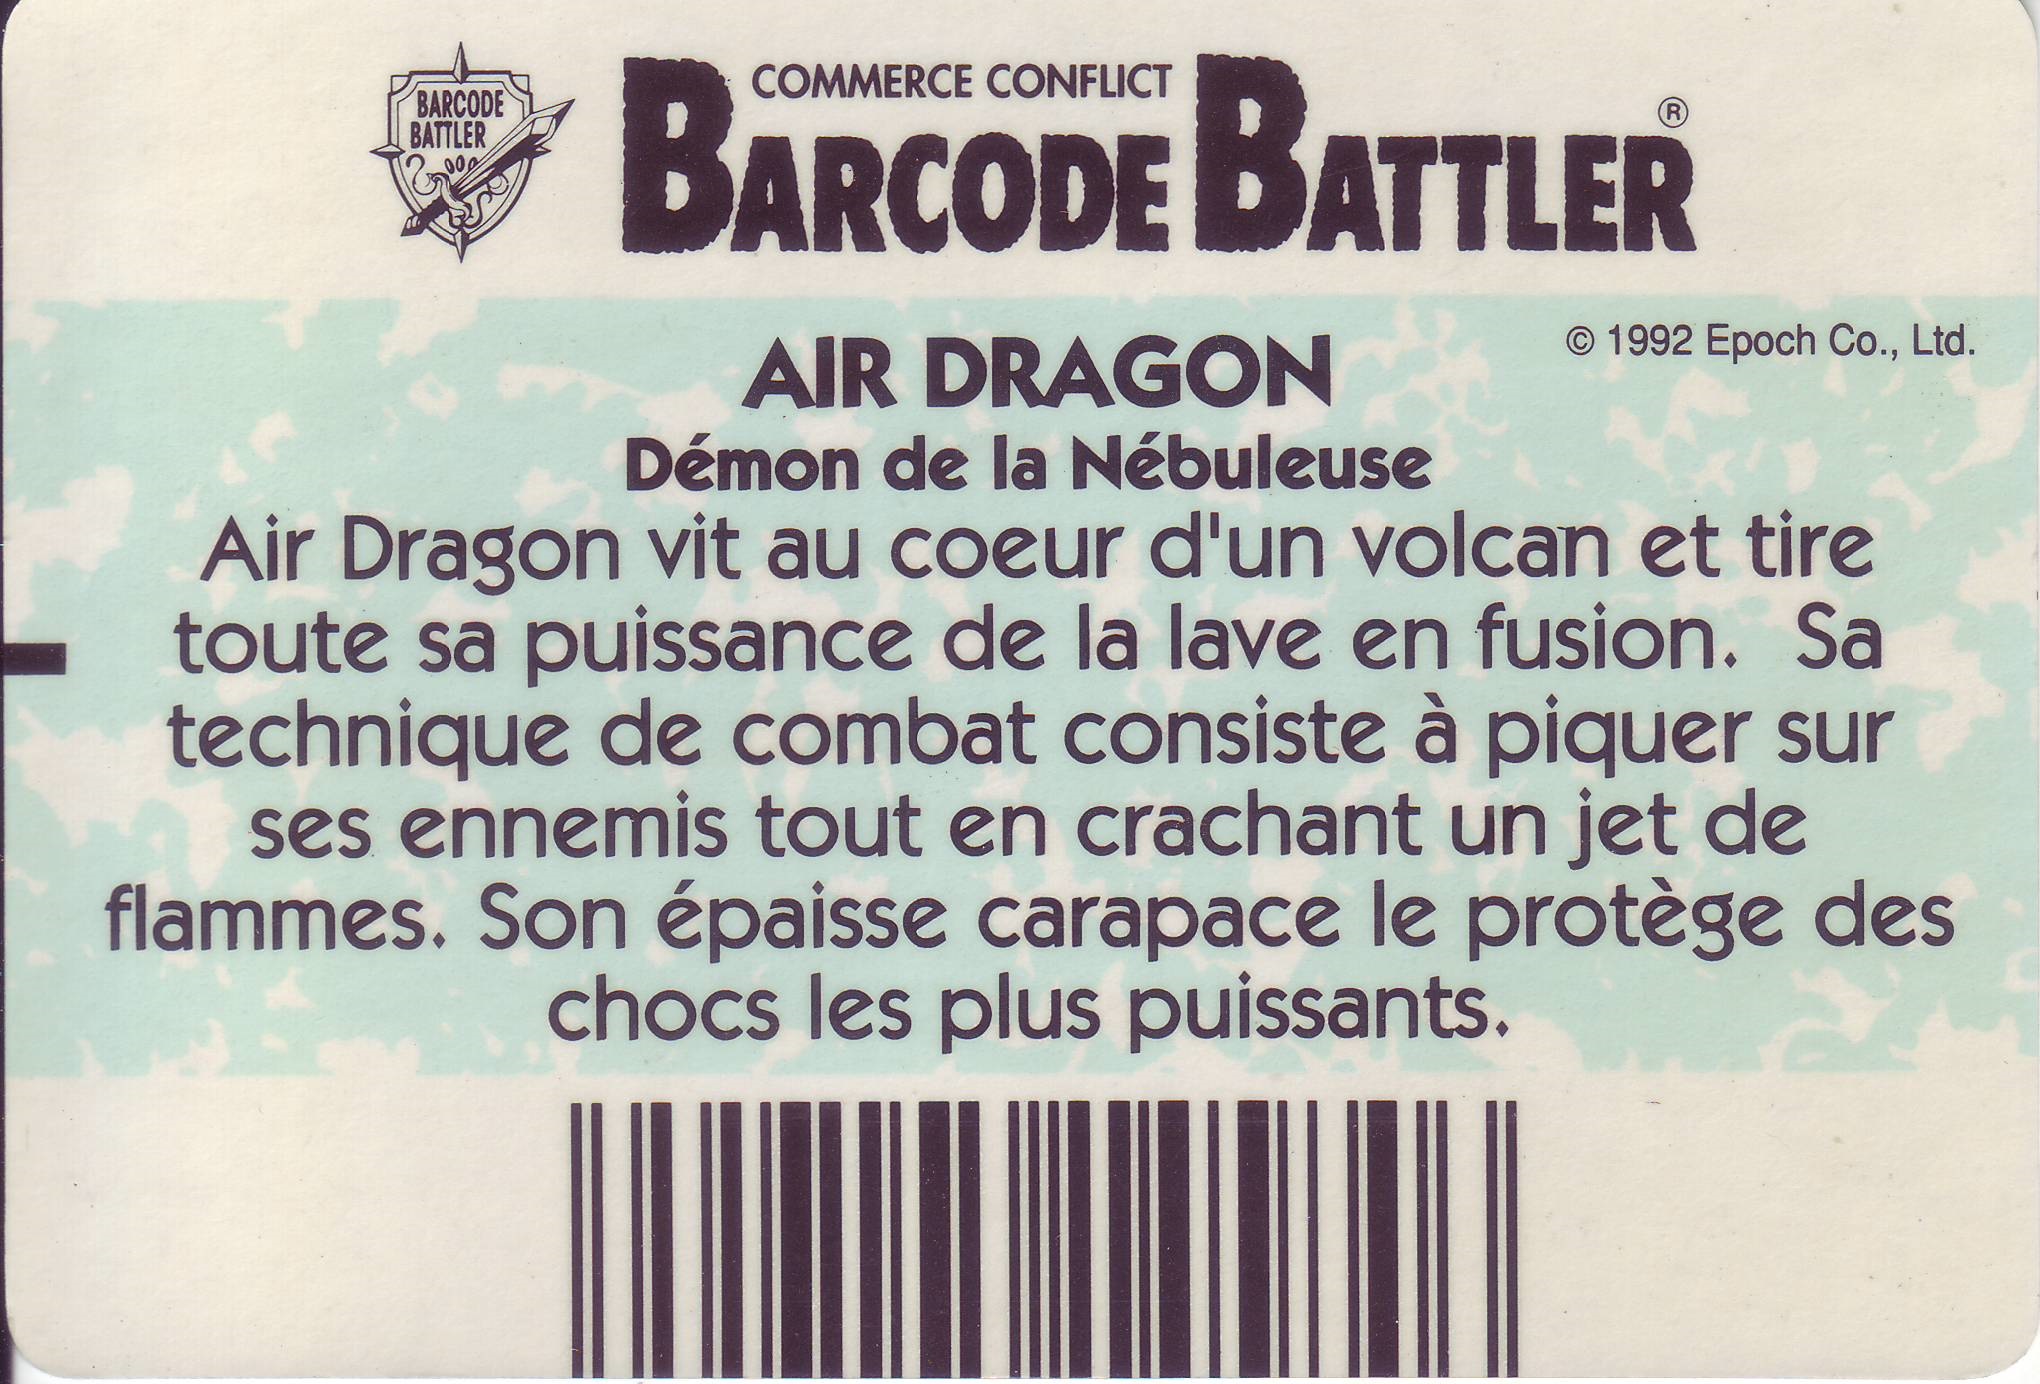 BARCODE
BATTLER
COMMERCE CONFLICT
BARCODE BATTLER®
© 1992 Epoch Co., Ltd.
AIR DRAGON
Démon de la Nébuleuse
Air Dragon vit au coeur d'un volcan et tire
toute sa puissance de la lave en fusion. Sa
technique de combat consiste à piquer sur
ses ennemis tout en crachant un jet de
flammes. Son épaisse carapace le protège des
chocs les plus puissants.